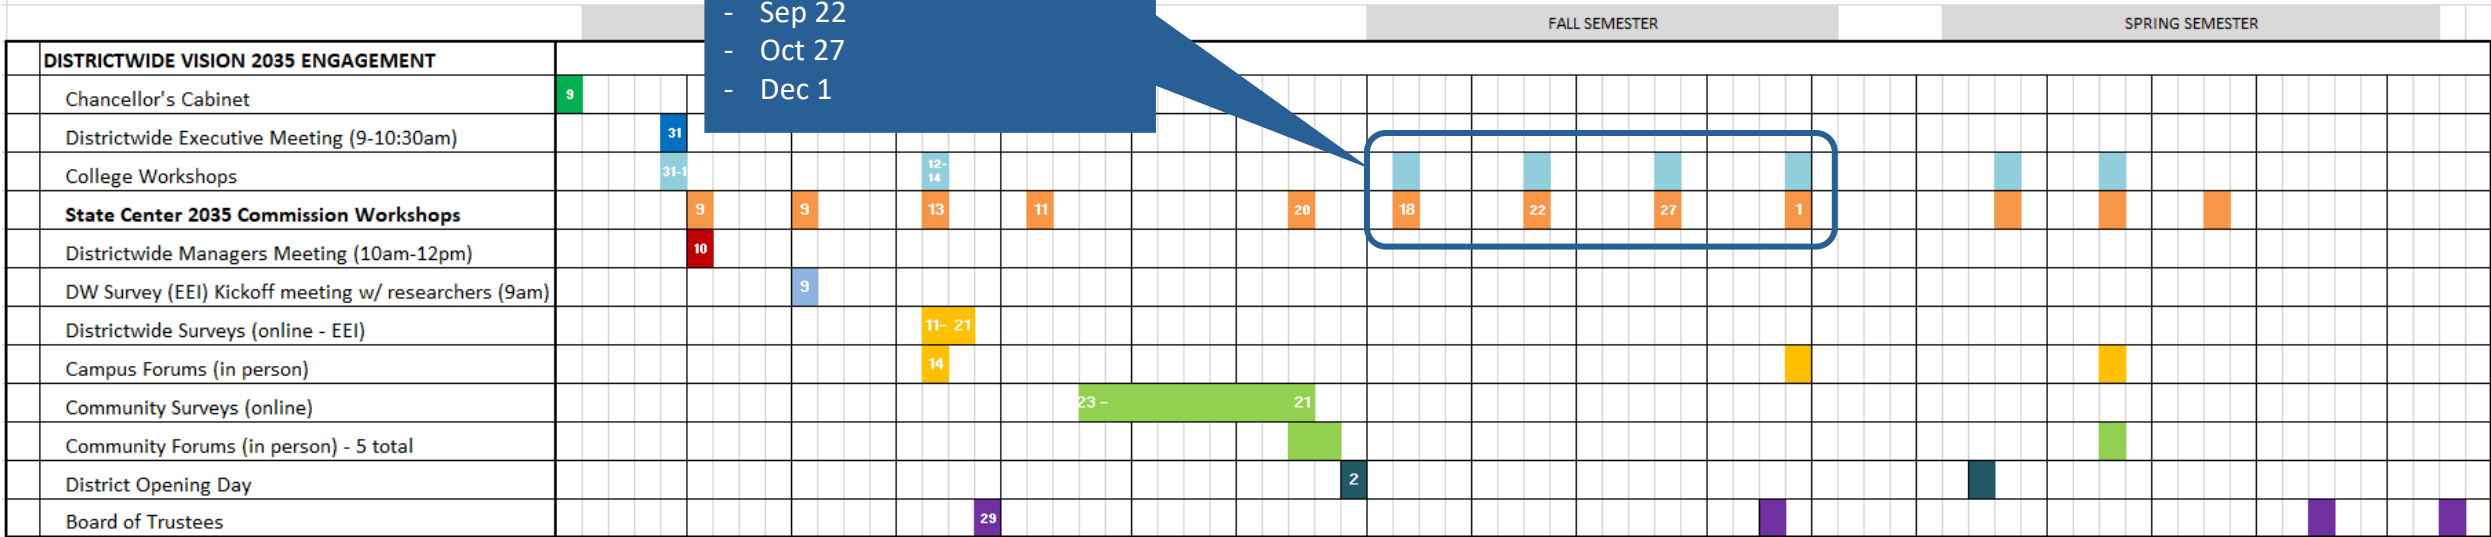 - Sep 22
- Oct 27
- Dec 1
FALL SEMESTER
SPRING SEMESTER
DISTRICTWIDE VISION 2035 ENGAGEMENT
Chancellor's Cabinet 9
Districtwide Executive Meeting (9-10:30am) 31
College Workshops 31-1 12-14
State Center 2035 Commission Workshops 9 9 13 11 20 18 22 27 1
Districtwide Managers Meeting (10am-12pm) 10
DW Survey (EEI) Kickoff meeting w/ researchers (9am) 9
Districtwide Surveys (online - EEI) 11- 21
Campus Forums (in person) 14
Community Surveys (online) 23 - 21
Community Forums (in person) - 5 total
District Opening Day 2
Board of Trustees 29